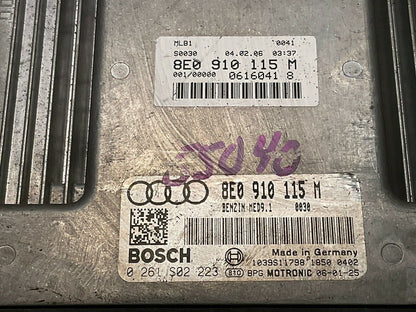 MLB1 0041
S0030 04.02.06 03:37
8E0 910 115 M
001/00000 0616041 8
8E0 910 115 M
BENZIN-MED9.1 0030
BOSCH
Made in Germany
1039S11798 1850 0402
0 261 S02 223 BPG MOTRONIC 06-01-25